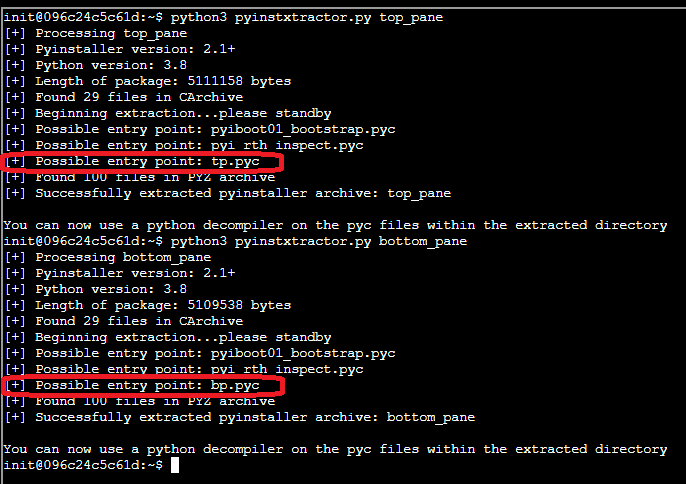 init@096c24c5c61d:~$ python3 pyinstxtractor.py top_pane
[+] Processing top_pane
[+] Pyinstaller version: 2.1+
[+] Python version: 3.8
[+] Length of package: 5111158 bytes
[+] Found 29 files in CArchive
[+] Beginning extraction...please standby
[+] Possible entry point: pyiboot01_bootstrap.pyc
[+] Possible entry point: pyi_rth_inspect.pyc
[+] Possible entry point: tp.pyc
[+] Found 100 files in PYZ archive
[+] Successfully extracted pyinstaller archive: top_pane

You can now use a python decompiler on the pyc files within the extracted directory
init@096c24c5c61d:~$ python3 pyinstxtractor.py bottom_pane
[+] Processing bottom_pane
[+] Pyinstaller version: 2.1+
[+] Python version: 3.8
[+] Length of package: 5109538 bytes
[+] Found 29 files in CArchive
[+] Beginning extraction...please standby
[+] Possible entry point: pyiboot01_bootstrap.pyc
[+] Possible entry point: pyi_rth_inspect.pyc
[+] Possible entry point: bp.pyc
[+] Found 100 files in PYZ archive
[+] Successfully extracted pyinstaller archive: bottom_pane

You can now use a python decompiler on the pyc files within the extracted directory
init@096c24c5c61d:~$